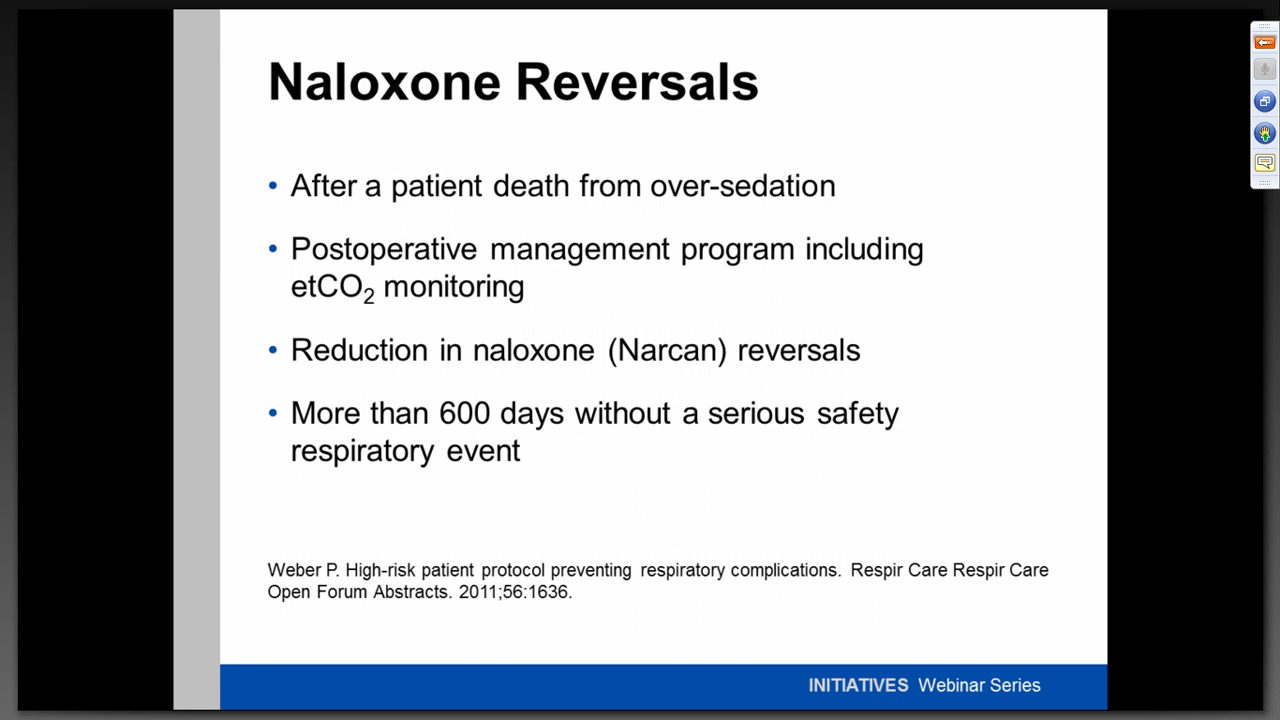 Naloxone Reversals
• After a patient death from over-sedation
• Postoperative management program including
etCO₂ monitoring
• Reduction in naloxone (Narcan) reversals
• More than 600 days without a serious safety
respiratory event
Weber P. High-risk patient protocol preventing respiratory complications. Respir Care Respir Care
Open Forum Abstracts. 2011;56:1636.
INITIATIVES Webinar Series